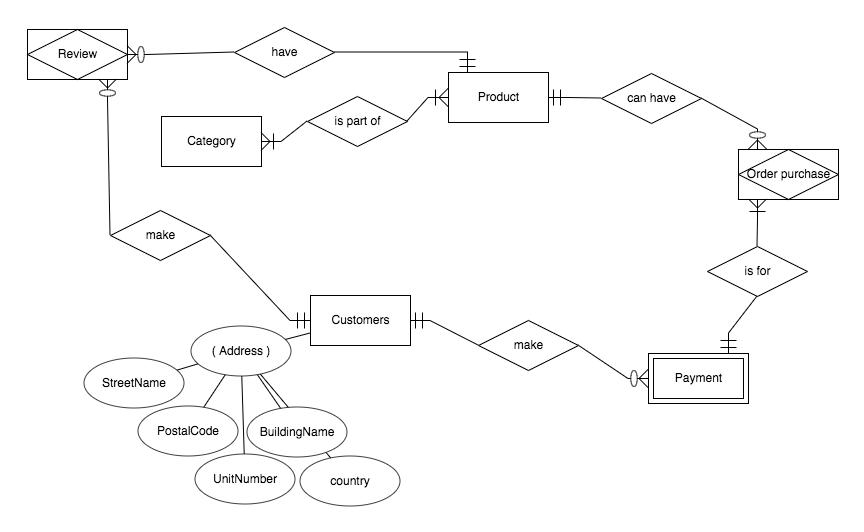 Review
have
Product
can have
is part of
Category
Order purchase
make
is for
Customers
make
( Address )
Payment
StreetName
PostalCode
BuildingName
UnitNumber
country